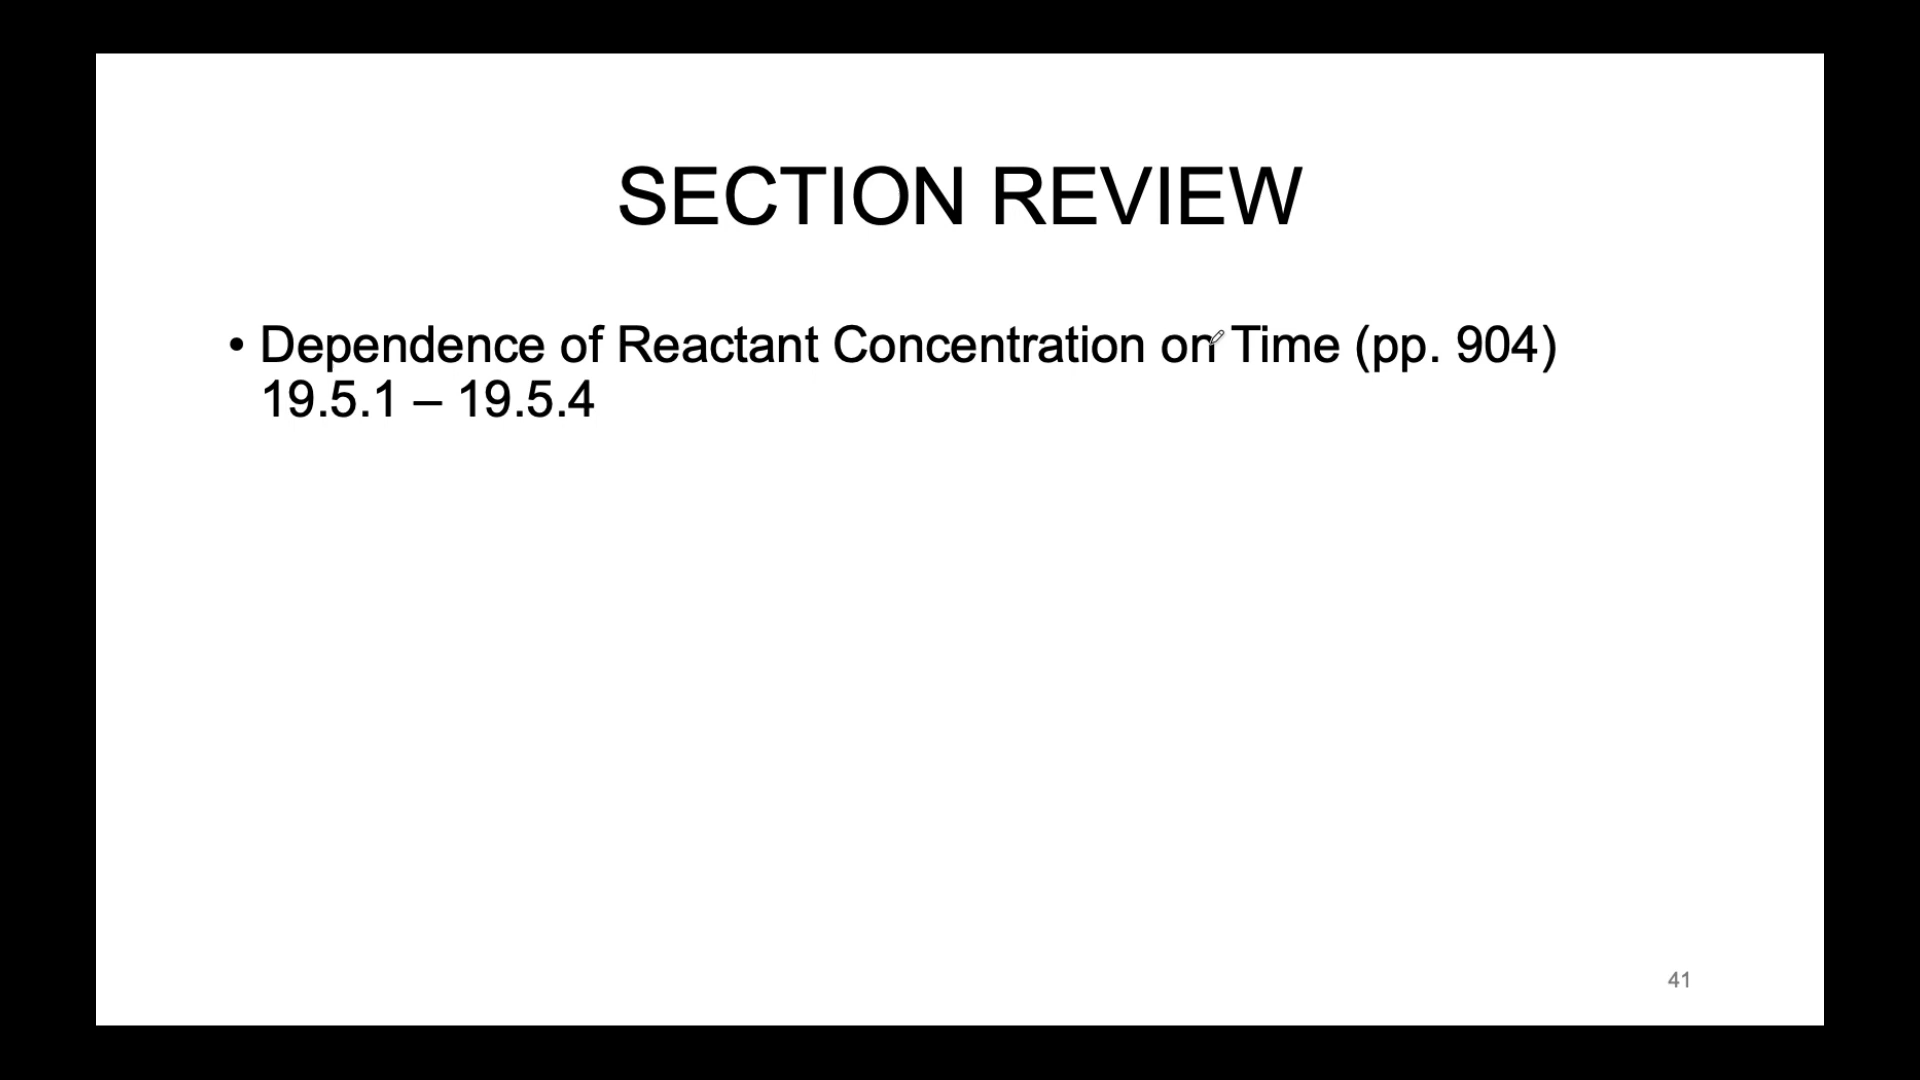 SECTION REVIEW
• Dependence of Reactant Concentration on Time (pp. 904)
19.5.1 – 19.5.4
41